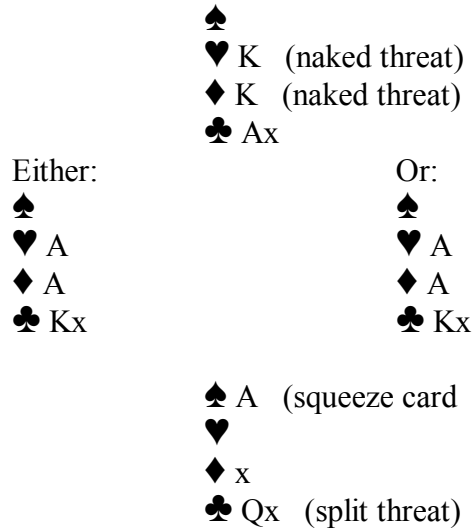 ♠
♥ K (naked threat)
♦ K (naked threat)
♣ Ax
Either: Or:
♠ ♠
♥ A ♥ A
♦ A ♦ A
♣ Kx ♣ Kx
♠ A (squeeze card
♥
♦ x
♣ Qx (split threat)